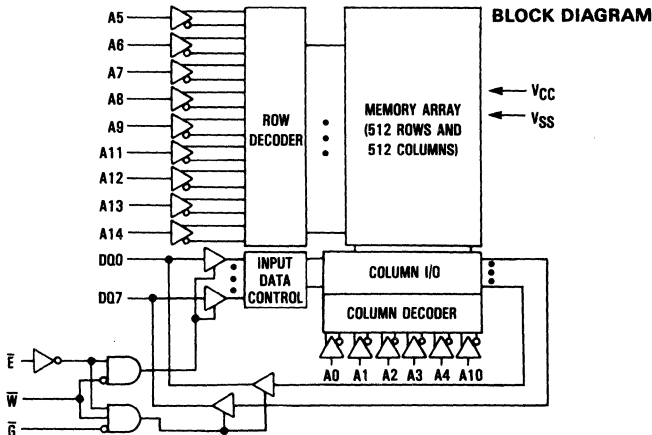 BLOCK DIAGRAM
A5
A6
A7
A8
A9
A11
A12
A13
A14
ROW
DECODER
MEMORY ARRAY
(512 ROWS AND
512 COLUMNS)
VCC
VSS
DQ0
DQ7
INPUT
DATA
CONTROL
COLUMN I/O
COLUMN DECODER
A0 A1 A2 A3 A4 A10
E̅
W̅
G̅